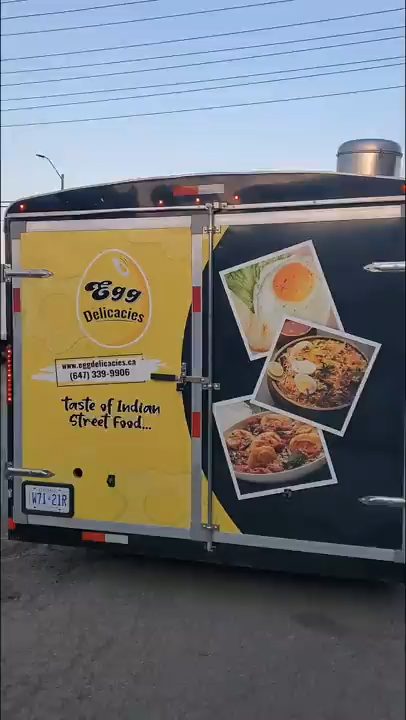 Egg
Delicacies
www.eggdelicacies.ca
(647) 339-9906
Taste of Indian
Street Food...
W71-21R